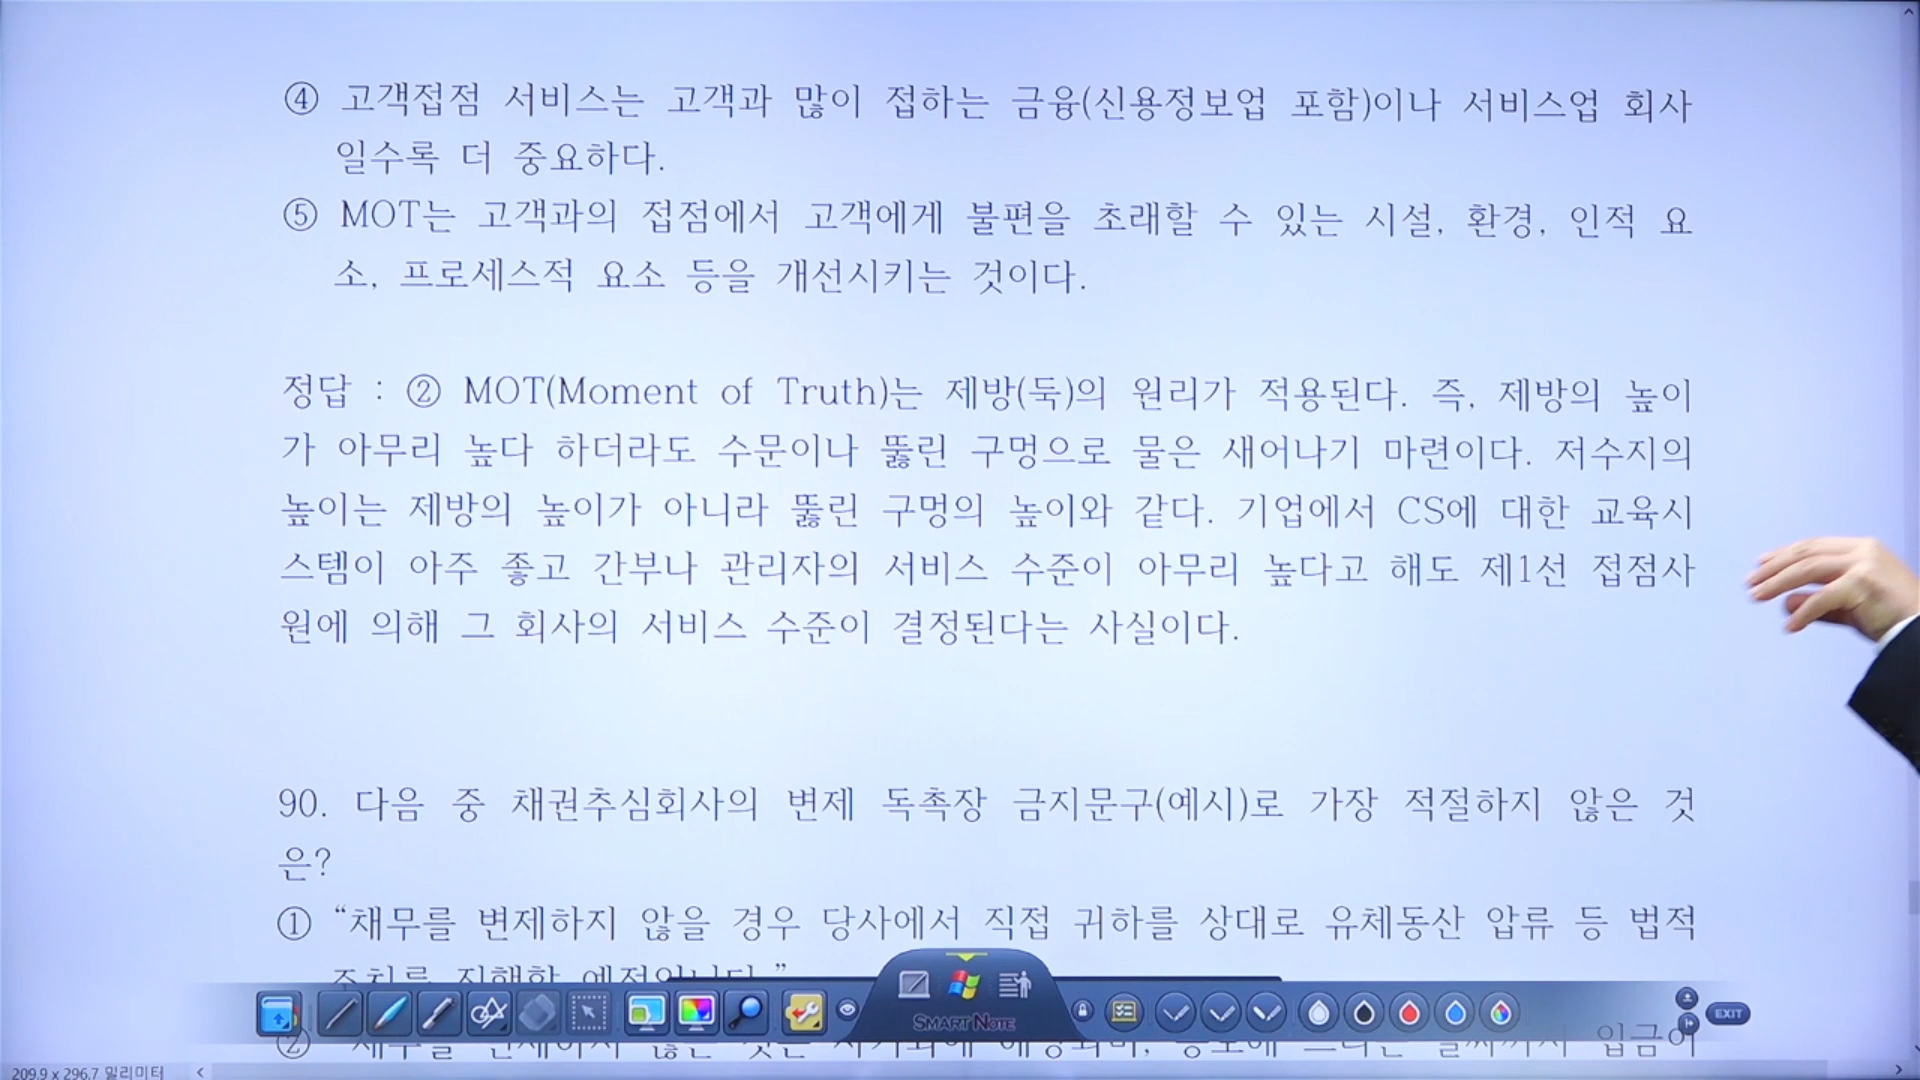 ④ 고객접점 서비스는 고객과 많이 접하는 금융(신용정보업 포함)이나 서비스업 회사
일수록 더 중요하다.
⑤ MOT는 고객과의 접점에서 고객에게 불편을 초래할 수 있는 시설, 환경, 인적 요
소, 프로세스적 요소 등을 개선시키는 것이다.
정답 : ② MOT(Moment of Truth)는 제방(둑)의 원리가 적용된다. 즉, 제방의 높이
가 아무리 높다 하더라도 수문이나 뚫린 구멍으로 물은 새어나기 마련이다. 저수지의
높이는 제방의 높이가 아니라 뚫린 구멍의 높이와 같다. 기업에서 CS에 대한 교육시
스템이 아주 좋고 간부나 관리자의 서비스 수준이 아무리 높다고 해도 제1선 접점사
원에 의해 그 회사의 서비스 수준이 결정된다는 사실이다.
90. 다음 중 채권추심회사의 변제 독촉장 금지문구(예시)로 가장 적절하지 않은 것
은?
① “채무를 변제하지 않을 경우 당사에서 직접 귀하를 상대로 유체동산 압류 등 법적
조치를 진행할 예정입니다.”
SMART NOTE
EXIT
②
209.9 x 296.7 밀리미터